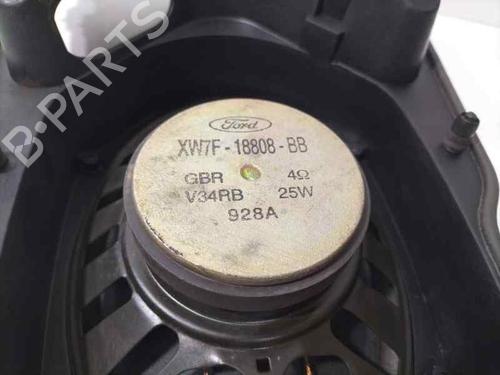 B-PARTS
Ford
XW7F-18808-BB
GBR 4Ω
V34RB 25W
928A